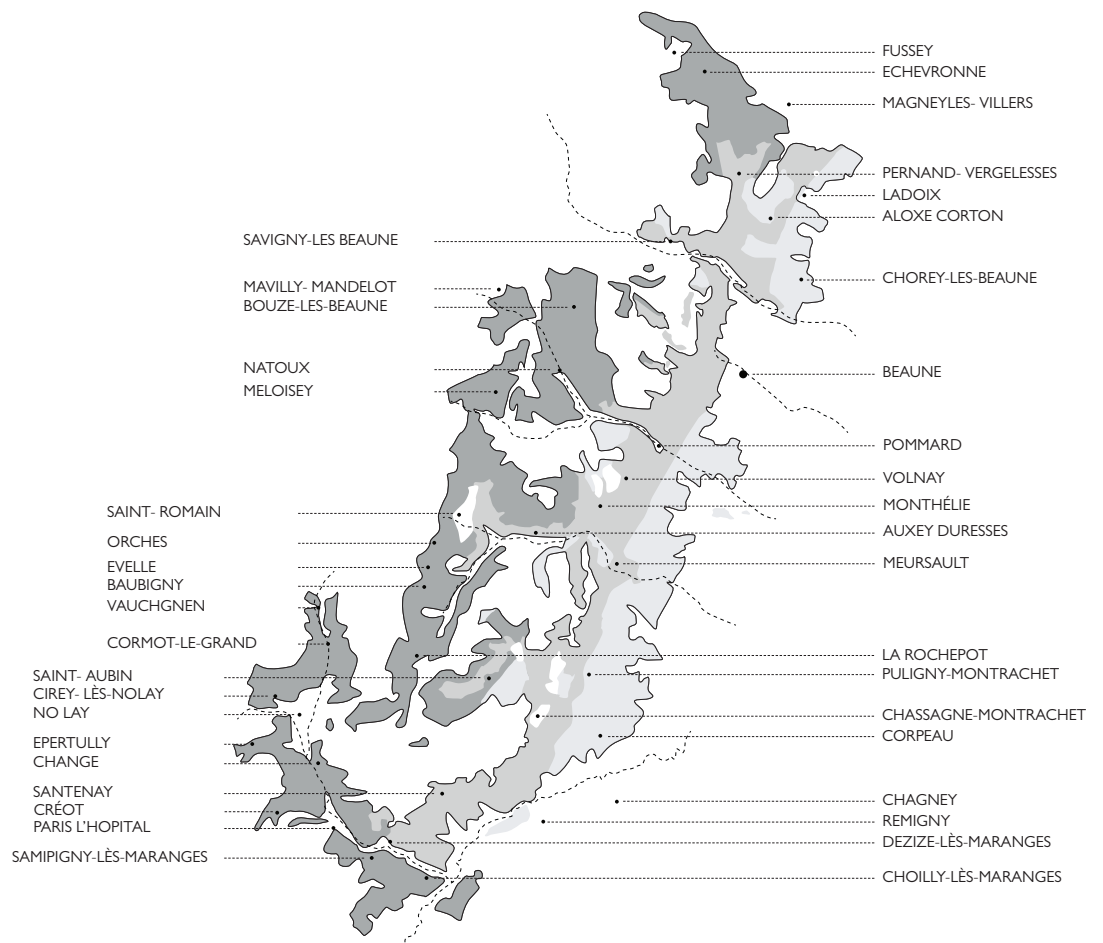 FUSSEY
ECHEVRONNE
MAGNEYLES- VILLERS
PERNAND- VERGELESSES
LADOIX
ALOXE CORTON
SAVIGNY-LES BEAUNE
CHOREY-LES-BEAUNE
MAVILLY- MANDELOT
BOUZE-LES-BEAUNE
NATOUX
BEAUNE
MELOISEY
POMMARD
VOLNAY
MONTHÉLIE
SAINT- ROMAIN
AUXEY DURESSES
ORCHES
MEURSAULT
EVELLE
BAUBIGNY
VAUCHGNEN
CORMOT-LE-GRAND
LA ROCHEPOT
SAINT- AUBIN
PULIGNY-MONTRACHET
CIREY- LÈS-NOLAY
NO LAY
CHASSAGNE-MONTRACHET
CORPEAU
EPERTULLY
CHANGE
SANTENAY
CHAGNEY
CRÉOT
REMIGNY
PARIS L'HOPITAL
DEZIZE-LÈS-MARANGES
SAMIPIGNY-LÈS-MARANGES
CHOILLY-LÈS-MARANGES